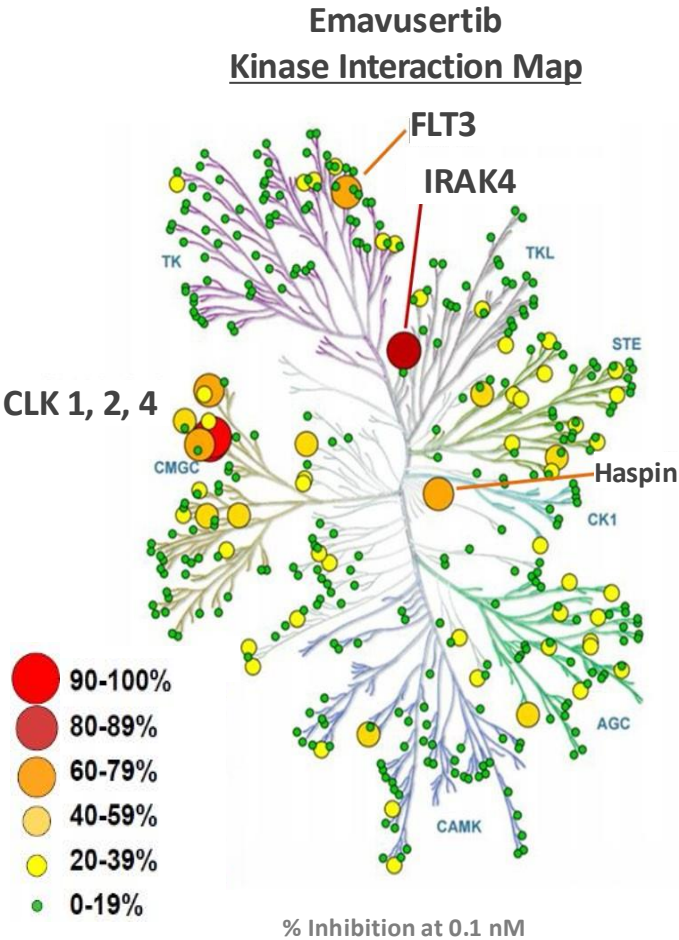 Emavusertib
Kinase Interaction Map
FLT3
IRAK4
TK
TKL
STE
CLK 1, 2, 4
CMGC
Haspin
CK1
90-100%
80-89%
60-79%
40-59%
20-39%
0-19%
AGC
CAMK
% Inhibition at 0.1 nM